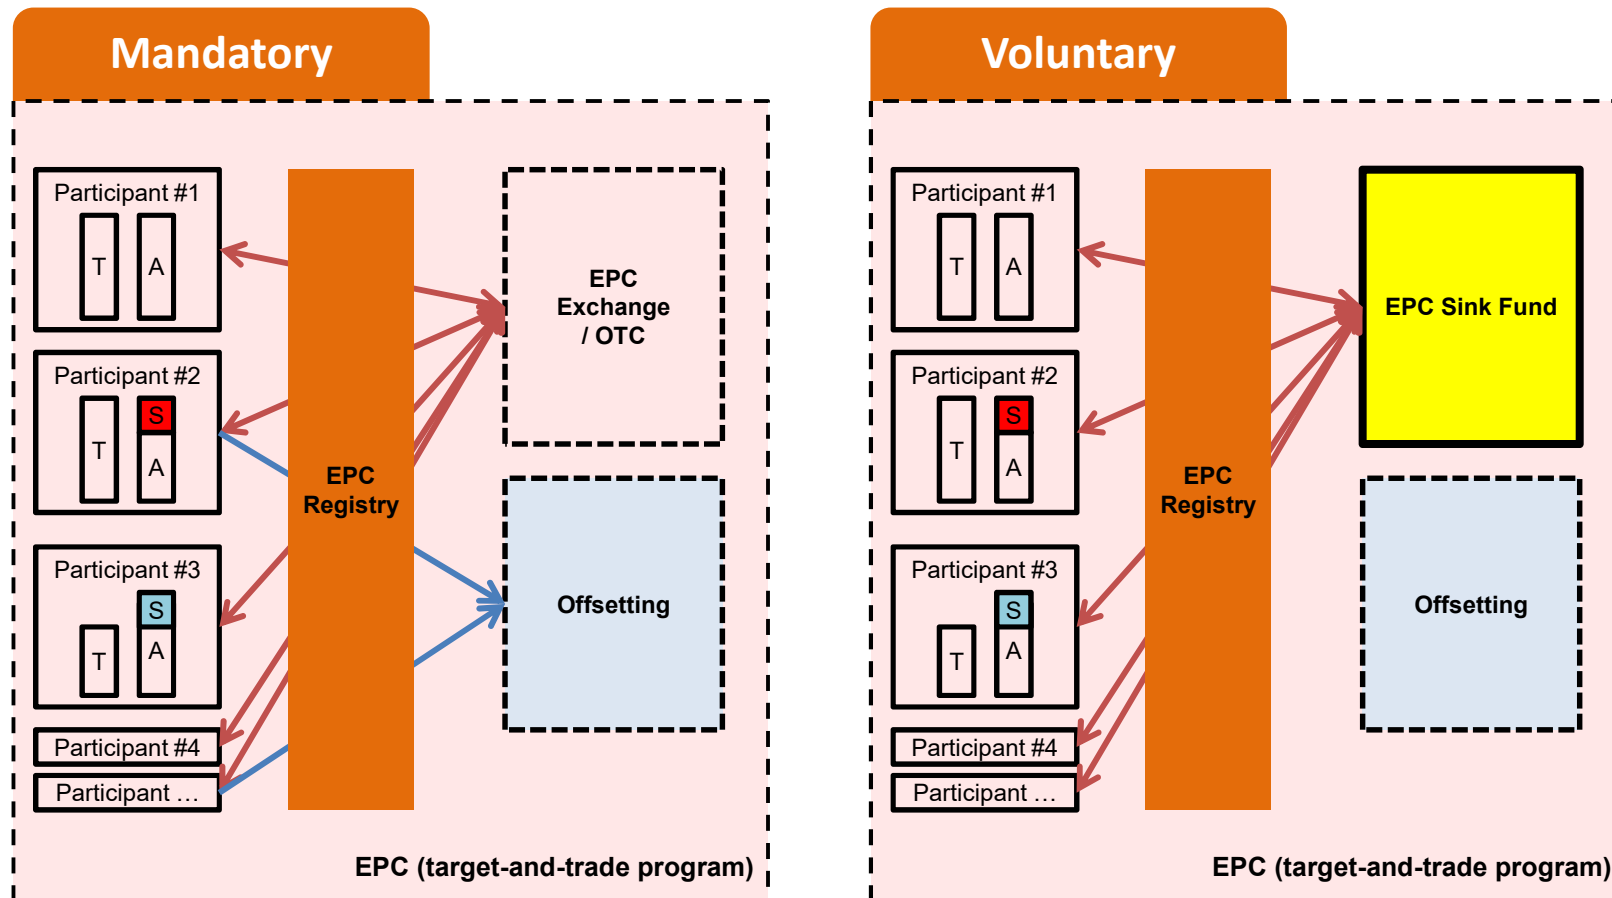 Mandatory
Participant #1
T
A
Participant #2
S
T
A
Participant #3
S
T
A
Participant #4
Participant …
EPC
Registry
EPC
Exchange
/ OTC
Offsetting
EPC (target-and-trade program)
Voluntary
Participant #1
T
A
Participant #2
S
T
A
Participant #3
S
T
A
Participant #4
Participant …
EPC
Registry
EPC Sink Fund
Offsetting
EPC (target-and-trade program)